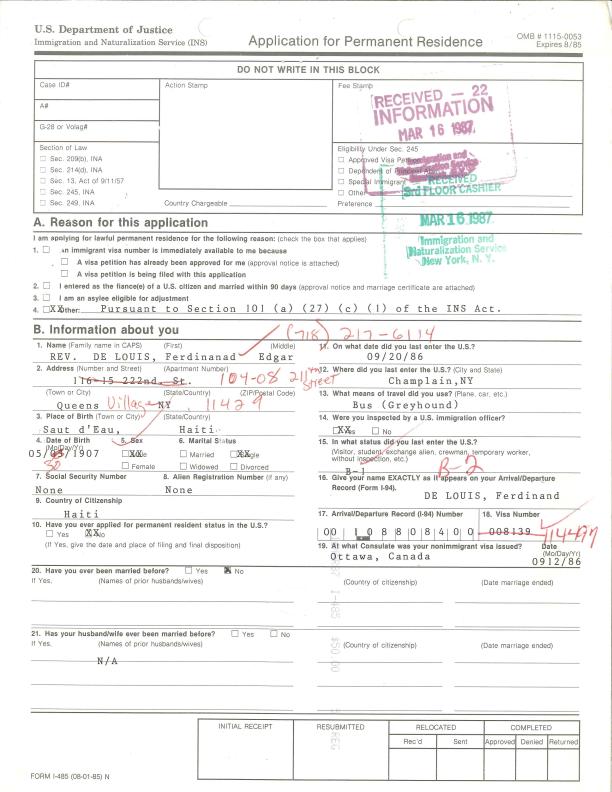 U.S. Department of Justice
Immigration and Naturalization Service (INS)
Application for Permanent Residence
OMB # 1115-0053
Expires 8/85
DO NOT WRITE IN THIS BLOCK
Case ID#
Action Stamp
Fee Stamp
A#
G-28 or Volag#
RECEIVED — 22
INFORMATION
MAR 16 1987
Section of Law
Sec. 209(b), INA
Sec. 214(d), INA
Sec. 13, Act of 9/11/57
Sec. 245, INA
Sec. 249, INA
Country Chargeable
Eligibility Under Sec. 245
Approved Visa Petition
Dependent of
Special Immigrant
Other
Preference
Immigration and
Naturalization Service
RECEIVED
3rd FLOOR CASHIER
MAR 16 1987
Immigration and
Naturalization Service
New York, N. Y.
A. Reason for this application
I am applying for lawful permanent residence for the following reason: (check the box that applies)
1. an immigrant visa number is immediately available to me because
A visa petition has already been approved for me (approval notice is attached)
A visa petition is being filed with this application
2. I entered as the fiance(e) of a U.S. citizen and married within 90 days (approval notice and marriage certificate are attached)
3. I am an asylee eligible for adjustment
4. XX Other: Pursuant to Section 101 (a) (27) (c) (1) of the INS Act.
B. Information about you
(718) 217-6114
1. Name (Family name in CAPS) (First) (Middle)
REV. DE LOUIS, Ferdinand Edgar
2. Address (Number and Street) (Apartment Number)
116-15 222nd. St. 104-08 211th Street
(Town or City) (State/Country) (ZIP/Postal Code)
Queens Village NY. 11429
3. Place of Birth (Town or City) (State/Country)
Saut d'Eau, Haiti
4. Date of Birth
(Mo/Day/Yr)
5. Sex
6. Marital Status
05/ /1907
XX Male
Married
XX Single
Female
Widowed
Divorced
7. Social Security Number
8. Alien Registration Number (if any)
None
None
9. Country of Citizenship
Haiti
10. Have you ever applied for permanent resident status in the U.S.?
Yes XX No
(If Yes, give the date and place of filing and final disposition)
11. On what date did you last enter the U.S.?
09/20/86
12. Where did you last enter the U.S.? (City and State)
Champlain,NY
13. What means of travel did you use? (Plane, car, etc.)
Bus (Greyhound)
14. Were you inspected by a U.S. immigration officer?
XX Yes No
15. In what status did you last enter the U.S.?
(Visitor, student, exchange alien, crewman, temporary worker,
without inspection, etc.)
B-1 B-2
16. Give your name EXACTLY as it appears on your Arrival/Departure
Record (Form I-94).
DE LOUIS, Ferdinand
17. Arrival/Departure Record (I-94) Number
18. Visa Number
00 108808400
008139
19. At what Consulate was your nonimmigrant visa issued?
Date
(Mo/Day/Yr)
Ottawa, Canada
0912/86
20. Have you ever been married before? Yes X No
If Yes, (Names of prior husbands/wives)
(Country of citizenship)
(Date marriage ended)
21. Has your husband/wife ever been married before? Yes No
If Yes, (Names of prior husbands/wives)
(Country of citizenship)
(Date marriage ended)
N/A
INITIAL RECEIPT
RESUBMITTED
RELOCATED
COMPLETED
Rec'd
Sent
Approved
Denied
Returned
FORM I-485 (08-01-85) N